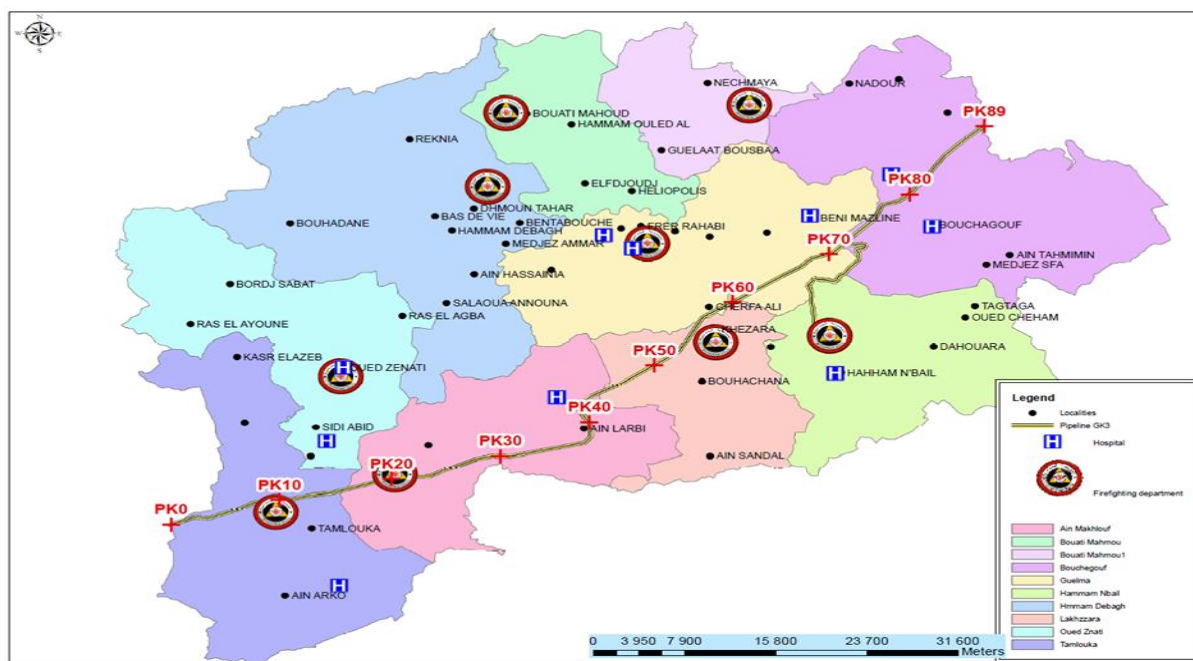 N
W E
S
NECHMAYA
NADOUR
BOUATI MAHOUD
HAMMAM OULED AL
PK89
REKNIA
GUELAAT BOUSBAA
ELFDJOUDJ
HELIOPOLIS
PK80
DHMOUN TAHAR
BAS DE VIE
BENTABOUCHE
FRER RAHABI
BENI MAZLINE
BOUCHAGOUF
BOUHADANE
HAMMAM DEBAGH
MEDJEZ AMMAR
PK70
AIN TAHMIMIN
MEDJEZ SFA
AIN HASSAINIA
BORDJ SABAT
SALAOUA ANNOUNA
PK60
CHERFA ALI
TAGTAGA
OUED CHEHAM
RAS EL AYOUNE
RAS EL AGBA
KHEZARA
KASR ELAZEB
PK50
DAHOUARA
OUED ZENATI
BOUHACHANA
HAHHAM N'BAIL
PK40
SIDI ABID
AIN LARBI
PK30
AIN SANDAL
PK20
PK10
PK0
TAMLOUKA
AIN ARKO
H
H
H
H
H
H
H
H
H
H
Legend
Localities
Pipeline GK3
H Hospital
Firefighting department
Ain Makhlouf
Bouati Mahmou
Bouati Mahmou1
Bouchegouf
Guelma
Hammam Nbail
Hmmam Debagh
Lakhzzara
Oued Znati
Tamlouka
0 3 950 7 900 15 800 23 700 31 600
Meters